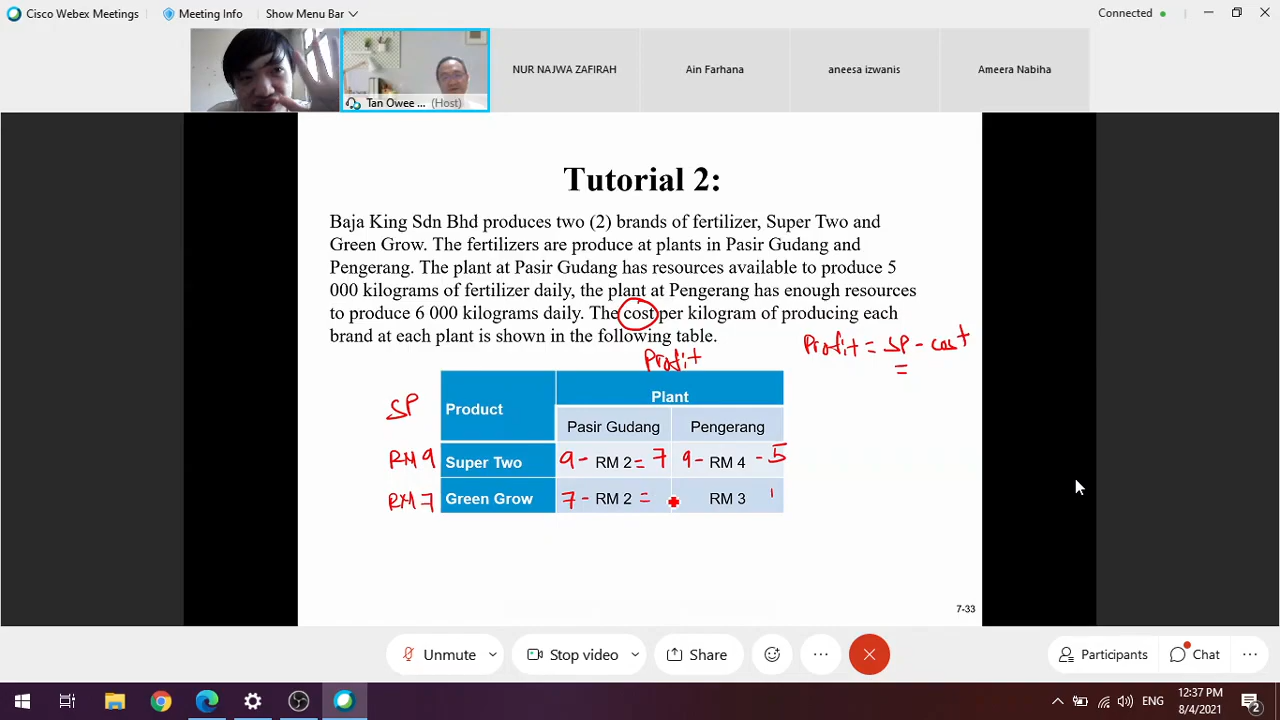 Cisco Webex Meetings Meeting Info Show Menu Bar Connected
NUR NAJWA ZAFIRAH Ain Farhana aneesa izwanis Ameera Nabiha
Tan Owee ... (Host)
Tutorial 2:
Baja King Sdn Bhd produces two (2) brands of fertilizer, Super Two and
Green Grow. The fertilizers are produce at plants in Pasir Gudang and
Pengerang. The plant at Pasir Gudang has resources available to produce 5
000 kilograms of fertilizer daily, the plant at Pengerang has enough resources
to produce 6 000 kilograms daily. The cost per kilogram of producing each
brand at each plant is shown in the following table.
Profit = SP - cost
=
Profit
SP Product Plant
Pasir Gudang Pengerang
RM 9 Super Two 9 - RM 2 = 7 9 - RM 4 - 5
RM 7 Green Grow 7 - RM 2 = RM 3
7-33
Unmute Stop video Share ... Participants Chat ...
ENG 12:37 PM
8/4/2021 2